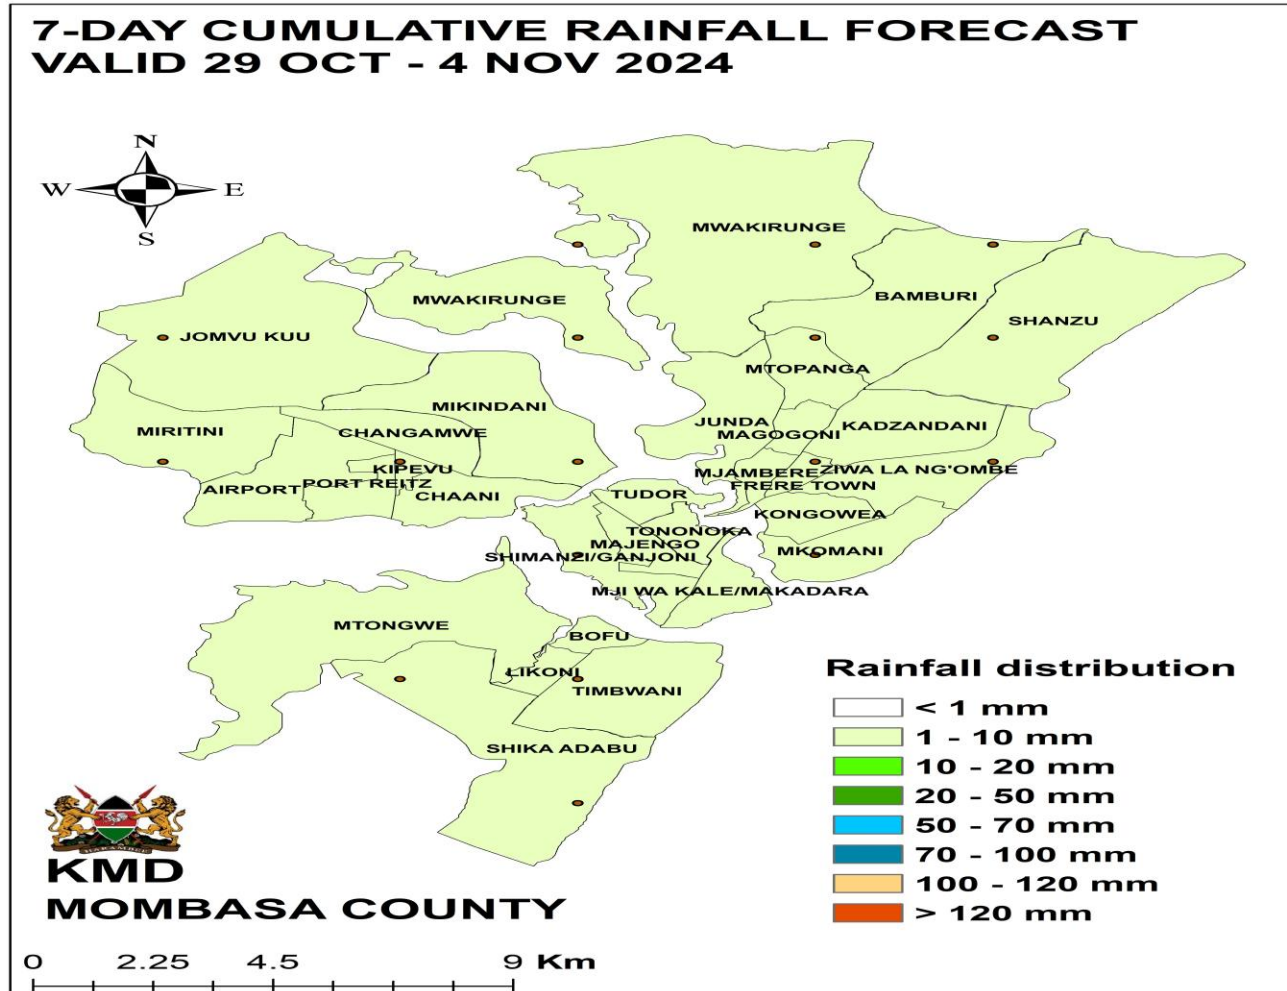 7-DAY CUMULATIVE RAINFALL FORECAST
VALID 29 OCT - 4 NOV 2024
N
W
E
S
MWAKIRUNGE
MWAKIRUNGE
BAMBURI
SHANZU
JOMVU KUU
MTOPANGA
MIKINDANI
JUNDA
KADZANDANI
MIRITINI
CHANGAMWE
MAGOGONI
KIPEVU
MJAMBERE
ZIWA LA NG'OMBE
AIRPORT
PORT REITZ
CHAANI
FRERE TOWN
TUDOR
KONGOWEA
TONONOKA
MAJENGO
MKOMANI
SHIMANZI/GANJONI
MJI WA KALE/MAKADARA
MTONGWE
BOFU
LIKONI
TIMBWANI
SHIKA ADABU
Rainfall distribution
< 1 mm
1 - 10 mm
10 - 20 mm
20 - 50 mm
50 - 70 mm
70 - 100 mm
100 - 120 mm
> 120 mm
HARAMBEE
KMD
MOMBASA COUNTY
0 2.25 4.5 9 Km